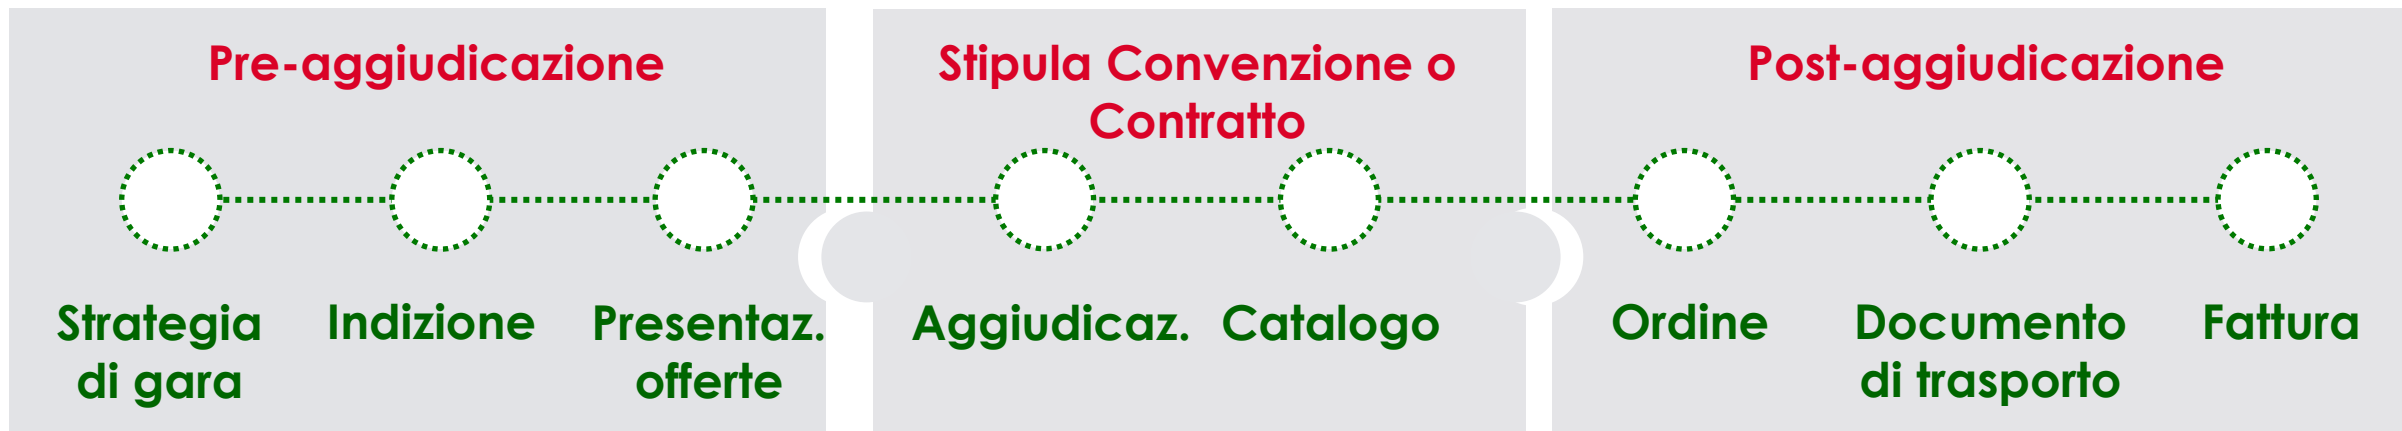 Pre-aggiudicazione
Strategia
di gara
Indizione
Presentaz.
offerte
Stipula Convenzione o
Contratto
Aggiudicaz.
Catalogo
Post-aggiudicazione
Ordine
Documento
di trasporto
Fattura